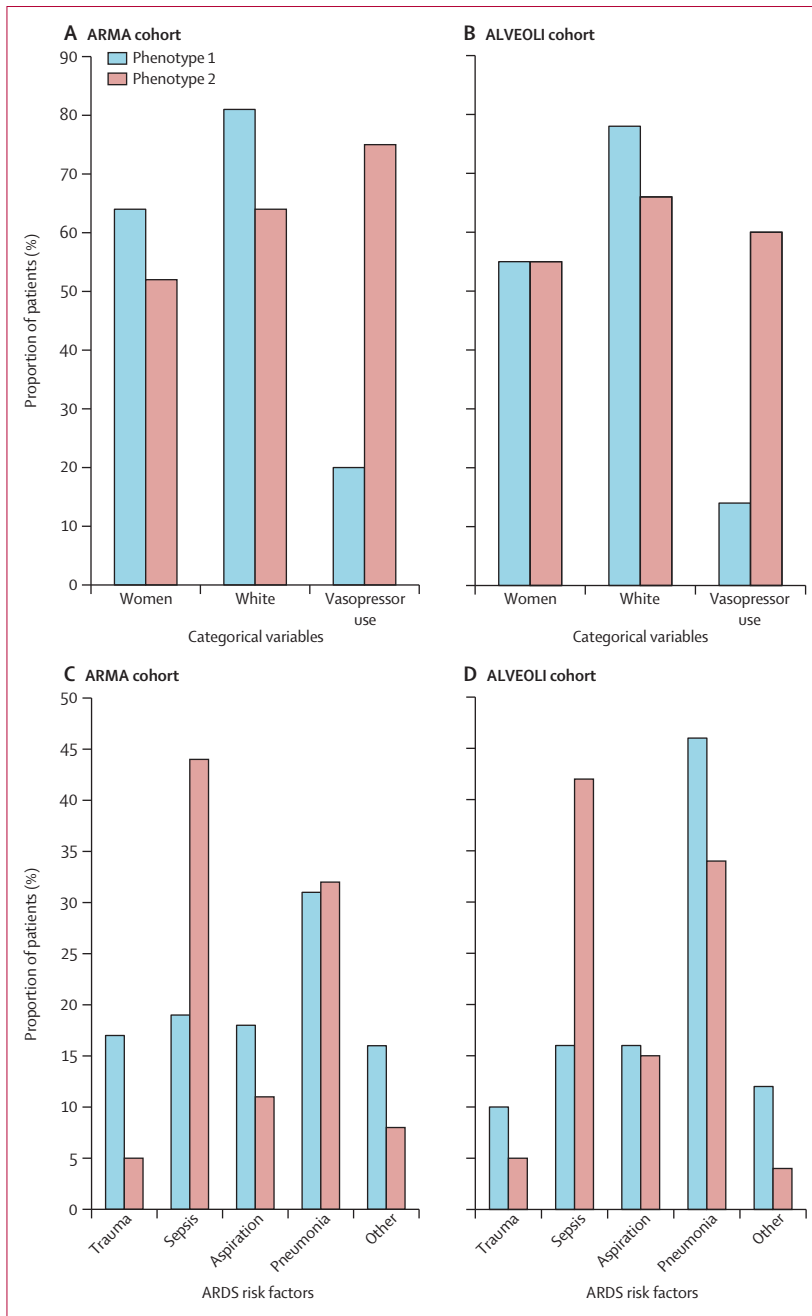 A ARMA cohort
B ALVEOLI cohort
Phenotype 1
Phenotype 2
90
80
70
60
50
40
30
20
10
0
Proportion of patients (%)
Women
White
Vasopressor
use
Categorical variables
Women
White
Vasopressor
use
Categorical variables
C ARMA cohort
D ALVEOLI cohort
50
45
40
35
30
25
20
15
10
5
0
Proportion of patients (%)
Trauma
Sepsis
Aspiration
Pneumonia
Other
ARDS risk factors
Trauma
Sepsis
Aspiration
Pneumonia
Other
ARDS risk factors